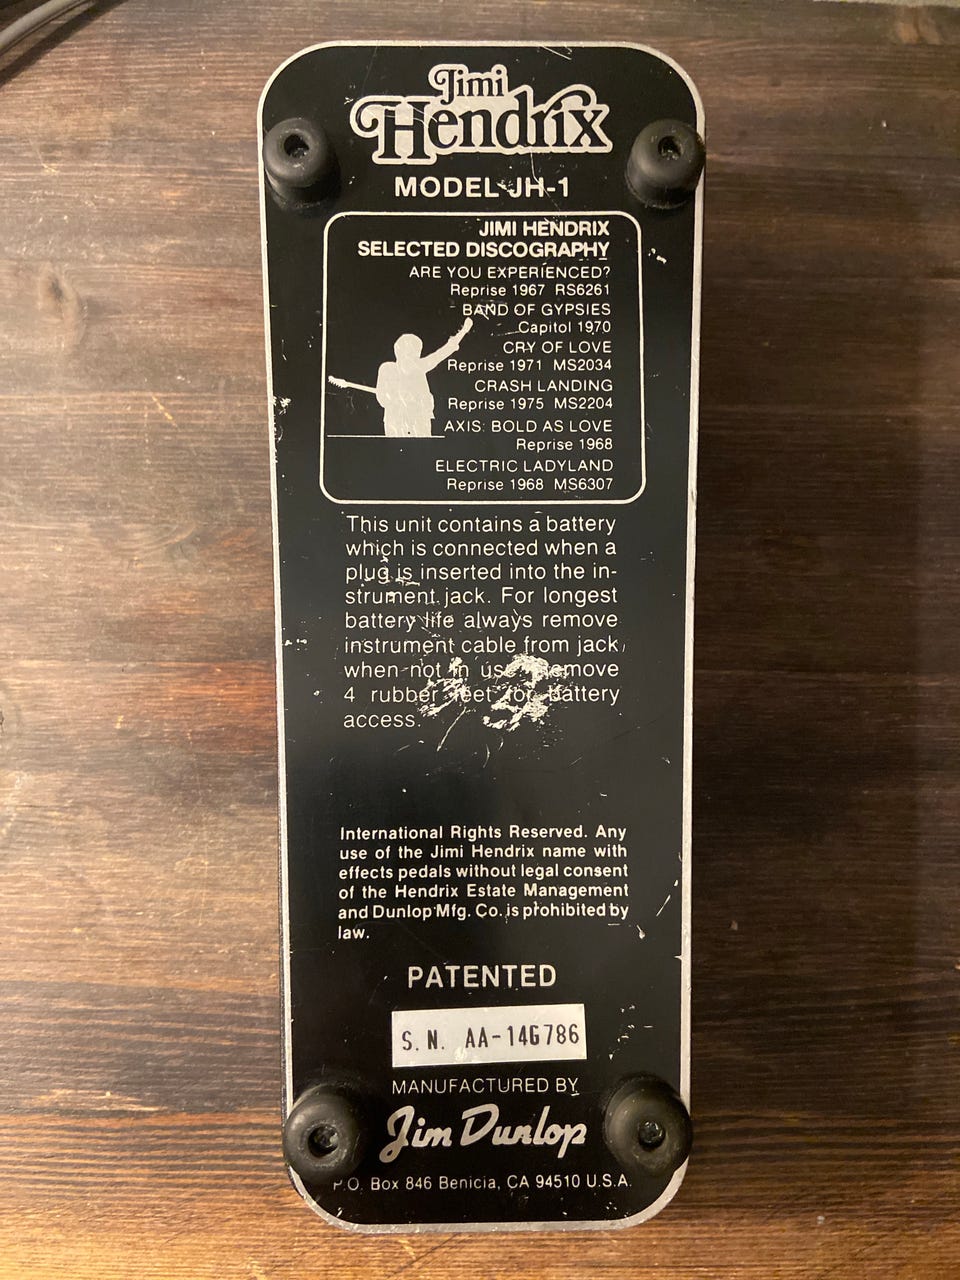 Jimi
Hendrix
MODEL JH-1
JIMI HENDRIX
SELECTED DISCOGRAPHY
ARE YOU EXPERIENCED?
Reprise 1967 RS6261
BAND OF GYPSIES
Capitol 1970
CRY OF LOVE
Reprise 1971 MS2034
CRASH LANDING
Reprise 1975 MS2204
AXIS: BOLD AS LOVE
Reprise 1968
ELECTRIC LADYLAND
Reprise 1968 MS6307
This unit contains a battery
which is connected when a
plug is inserted into the in-
strument jack. For longest
battery life always remove
instrument cable from jack
when not in use. Remove
4 rubber feet for battery
access.
International Rights Reserved. Any
use of the Jimi Hendrix name with
effects pedals without legal consent
of the Hendrix Estate Management
and Dunlop Mfg. Co. is prohibited by
law.
PATENTED
S.N. AA-14G786
MANUFACTURED BY
Jim Dunlop
P.O. Box 846 Benicia, CA 94510 U.S.A.